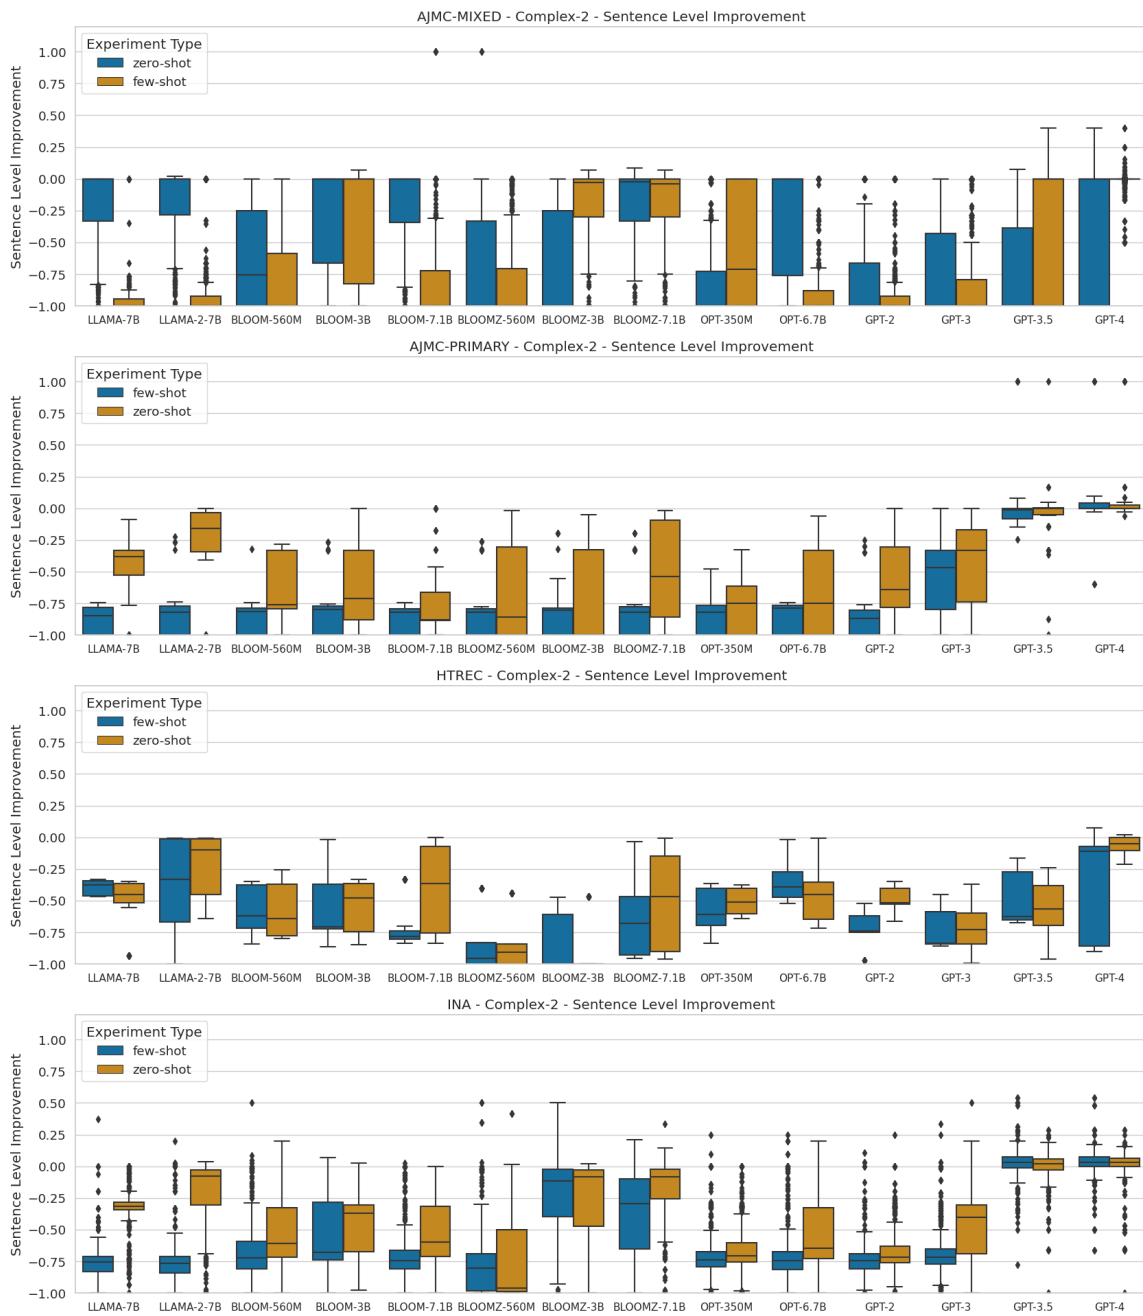 AJMC-MIXED - Complex-2 - Sentence Level Improvement
Experiment Type
zero-shot
few-shot
Sentence Level Improvement
1.00
0.75
0.50
0.25
0.00
−0.25
−0.50
−0.75
−1.00
LLAMA-7B LLAMA-2-7B BLOOM-560M BLOOM-3B BLOOM-7.1B BLOOMZ-560M BLOOMZ-3B BLOOMZ-7.1B OPT-350M OPT-6.7B GPT-2 GPT-3 GPT-3.5 GPT-4
AJMC-PRIMARY - Complex-2 - Sentence Level Improvement
Experiment Type
few-shot
zero-shot
Sentence Level Improvement
1.00
0.75
0.50
0.25
0.00
−0.25
−0.50
−0.75
−1.00
LLAMA-7B LLAMA-2-7B BLOOM-560M BLOOM-3B BLOOM-7.1B BLOOMZ-560M BLOOMZ-3B BLOOMZ-7.1B OPT-350M OPT-6.7B GPT-2 GPT-3 GPT-3.5 GPT-4
HTREC - Complex-2 - Sentence Level Improvement
Experiment Type
few-shot
zero-shot
Sentence Level Improvement
1.00
0.75
0.50
0.25
0.00
−0.25
−0.50
−0.75
−1.00
LLAMA-7B LLAMA-2-7B BLOOM-560M BLOOM-3B BLOOM-7.1B BLOOMZ-560M BLOOMZ-3B BLOOMZ-7.1B OPT-350M OPT-6.7B GPT-2 GPT-3 GPT-3.5 GPT-4
INA - Complex-2 - Sentence Level Improvement
Experiment Type
few-shot
zero-shot
Sentence Level Improvement
1.00
0.75
0.50
0.25
0.00
−0.25
−0.50
−0.75
−1.00
LLAMA-7B LLAMA-2-7B BLOOM-560M BLOOM-3B BLOOM-7.1B BLOOMZ-560M BLOOMZ-3B BLOOMZ-7.1B OPT-350M OPT-6.7B GPT-2 GPT-3 GPT-3.5 GPT-4